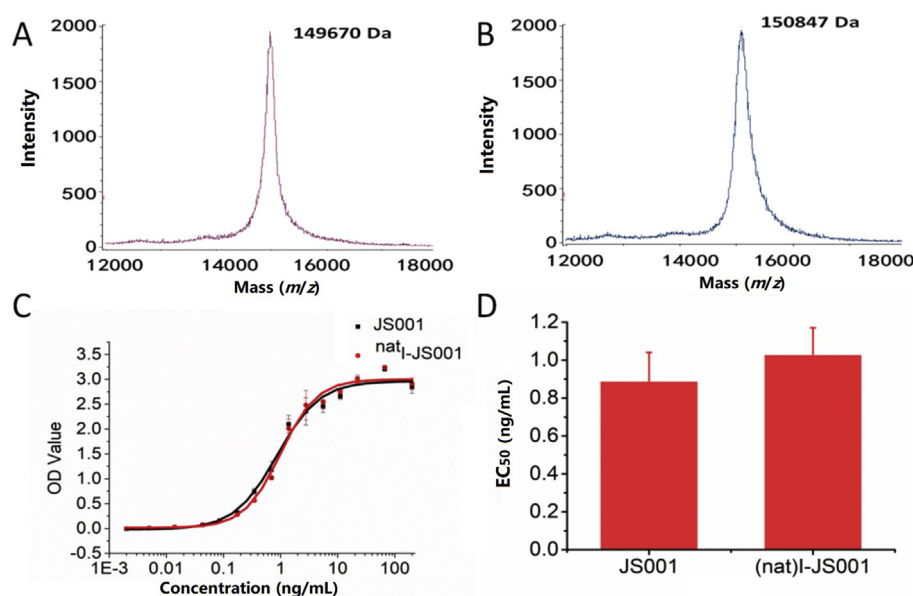 A
149670 Da
2000
1500
1000
500
0
Intensity
12000
14000
16000
18000
Mass (m/z)
B
150847 Da
2000
1500
1000
500
0
Intensity
12000
14000
16000
18000
Mass (m/z)
C
JS001
natI-JS001
3.5
3.0
2.5
2.0
1.5
1.0
0.5
0.0
-0.5
OD Value
1E-3
0.01
0.1
1
10
100
Concentration (ng/mL)
D
1.2
1.0
0.8
0.6
0.4
0.2
0.0
EC50 (ng/mL)
JS001
(nat)I-JS001